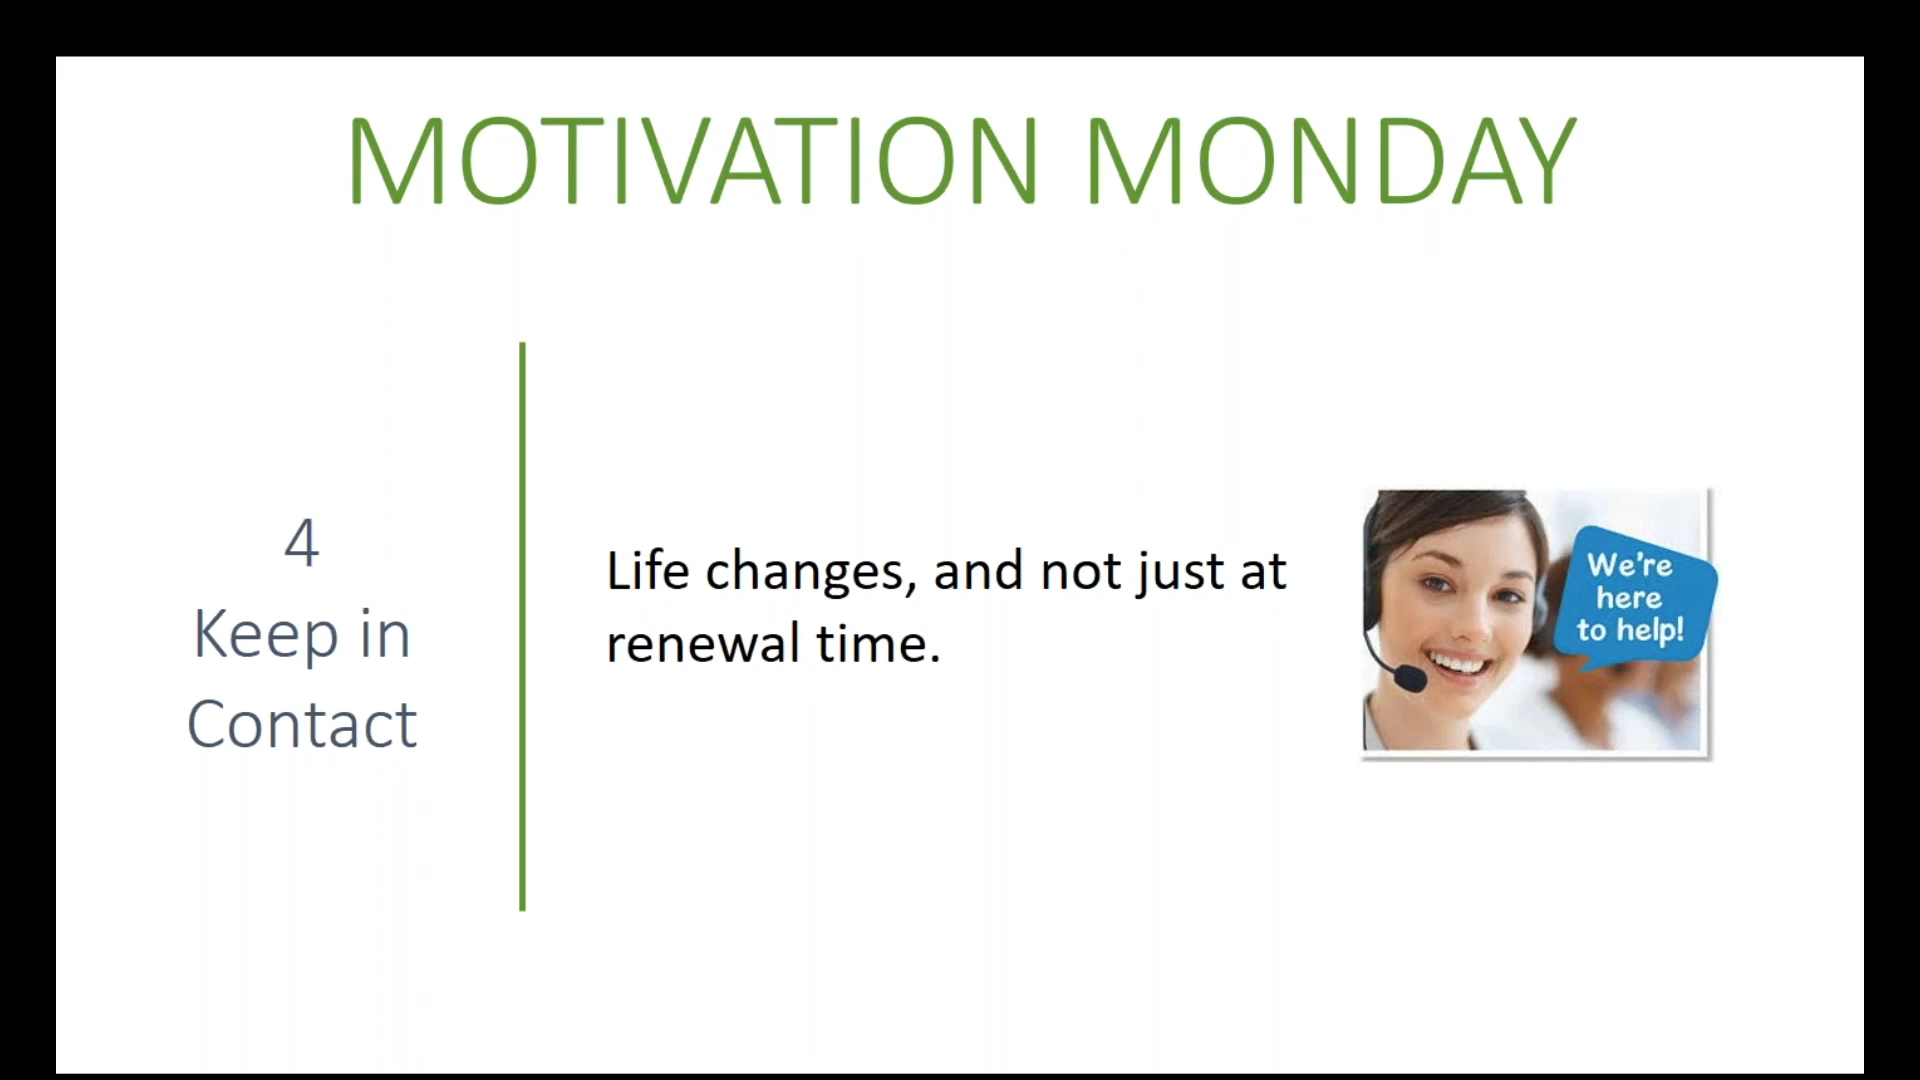 MOTIVATION MONDAY
4
Keep in
Contact
Life changes, and not just at
renewal time.
We're
here
to help!